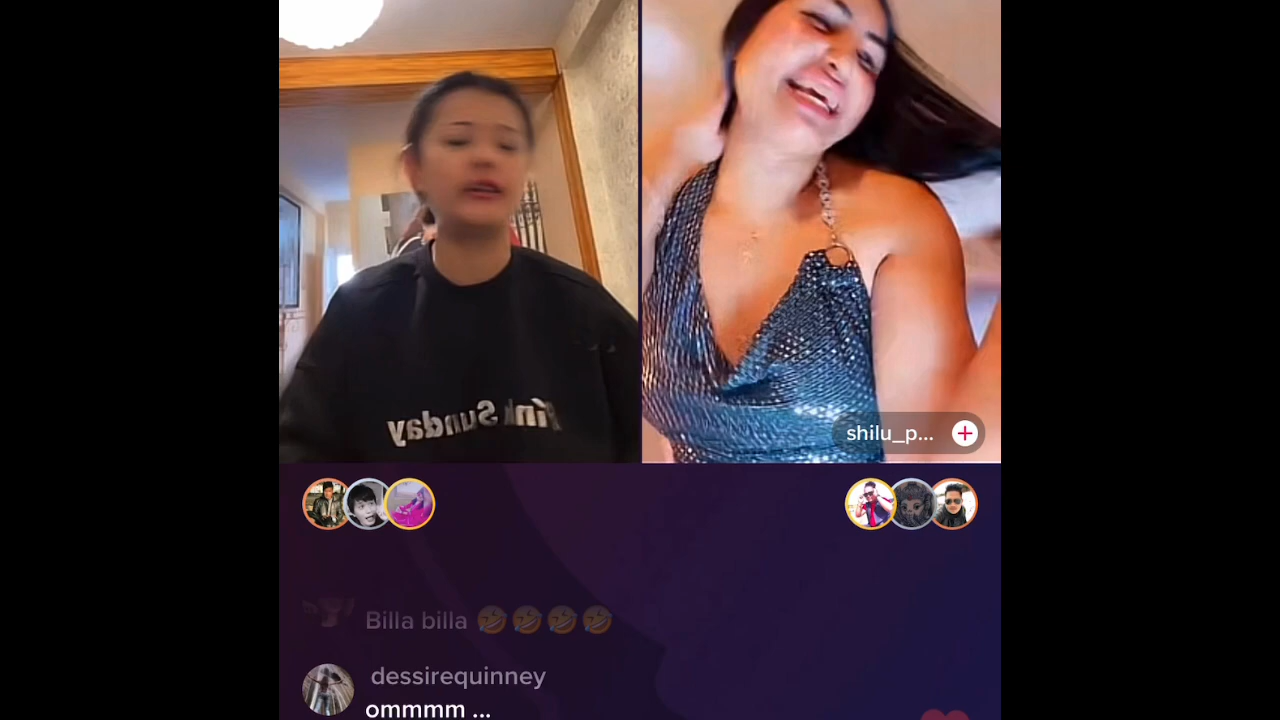 Pink Sunday
shilu_p...
Billa billa 🤣🤣🤣🤣
dessirequinney
ommmm ...